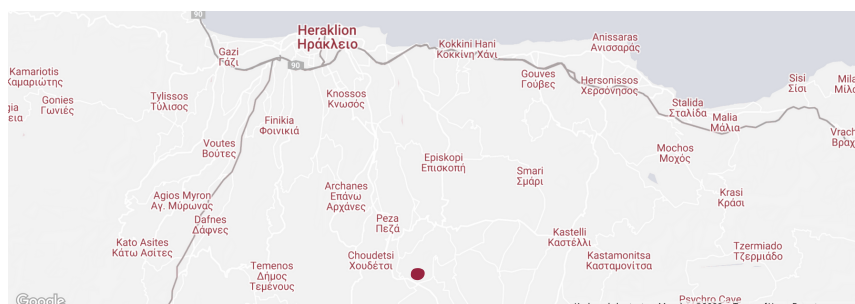 90
Heraklion
Ηράκλειο
Gazi
Γάζι
90
Kokkini Hani
Κοκκίνη Χάνι
Anissaras
Ανισσαράς
Kamariotis
Καμαριώτης
Gonies
Γωνιές
Tylissos
Τύλισος
Knossos
Κνωσός
Gouves
Γούβες
Hersonissos
Χερσόνησος
Sisi
Σίσι
Stalida
Σταλίδα
Malia
Μάλια
Finikia
Φοινικιά
Voutes
Βούτες
Episkopi
Επισκοπή
Smari
Σμάρι
Mochos
Μοχός
Krasi
Κράσι
Agios Myron
Αγ. Μύρωνας
Archanes
Επάνω
Αρχάνες
Dafnes
Δάφνες
Peza
Πεζά
Kastelli
Καστέλλι
Kato Asites
Κάτω Ασίτες
Choudetsi
Χουδέτσι
Temenos
Δήμος
Τεμένους
Kastamonitsa
Κασταμονίτσα
Tzermiado
Τζερμιάδο
Psychro Cave
Google